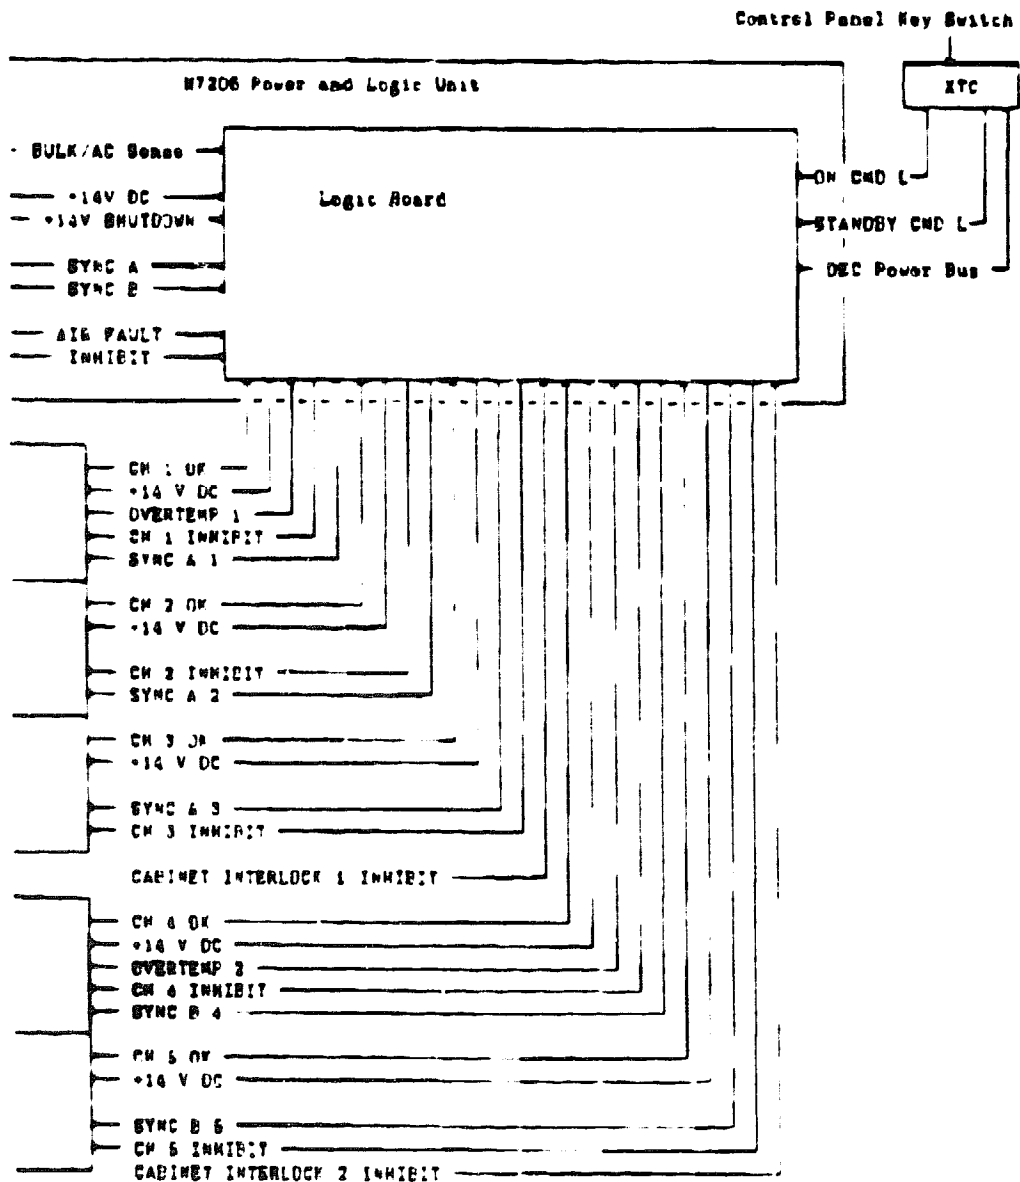 Control Panel Key Switch
XTC
H7206 Power and Logic Unit
BULK/AC Sense
+14V DC
+14V SHUTDOWN
SYNC A
SYNC B
AIR FAULT
INHIBIT
Logic Board
ON CMD L
STANDBY CMD L
DEC Power Bus
CH 1 OK
+14 V DC
OVERTEMP 1
CH 1 INHIBIT
SYNC A 1
CH 2 OK
+14 V DC
CH 2 INHIBIT
SYNC A 2
CH 3 OK
+14 V DC
SYNC A 3
CH 3 INHIBIT
CABINET INTERLOCK 1 INHIBIT
CH 4 OK
+14 V DC
OVERTEMP 2
CH 4 INHIBIT
SYNC B 4
CH 5 OK
+14 V DC
SYNC B 5
CH 5 INHIBIT
CABINET INTERLOCK 2 INHIBIT